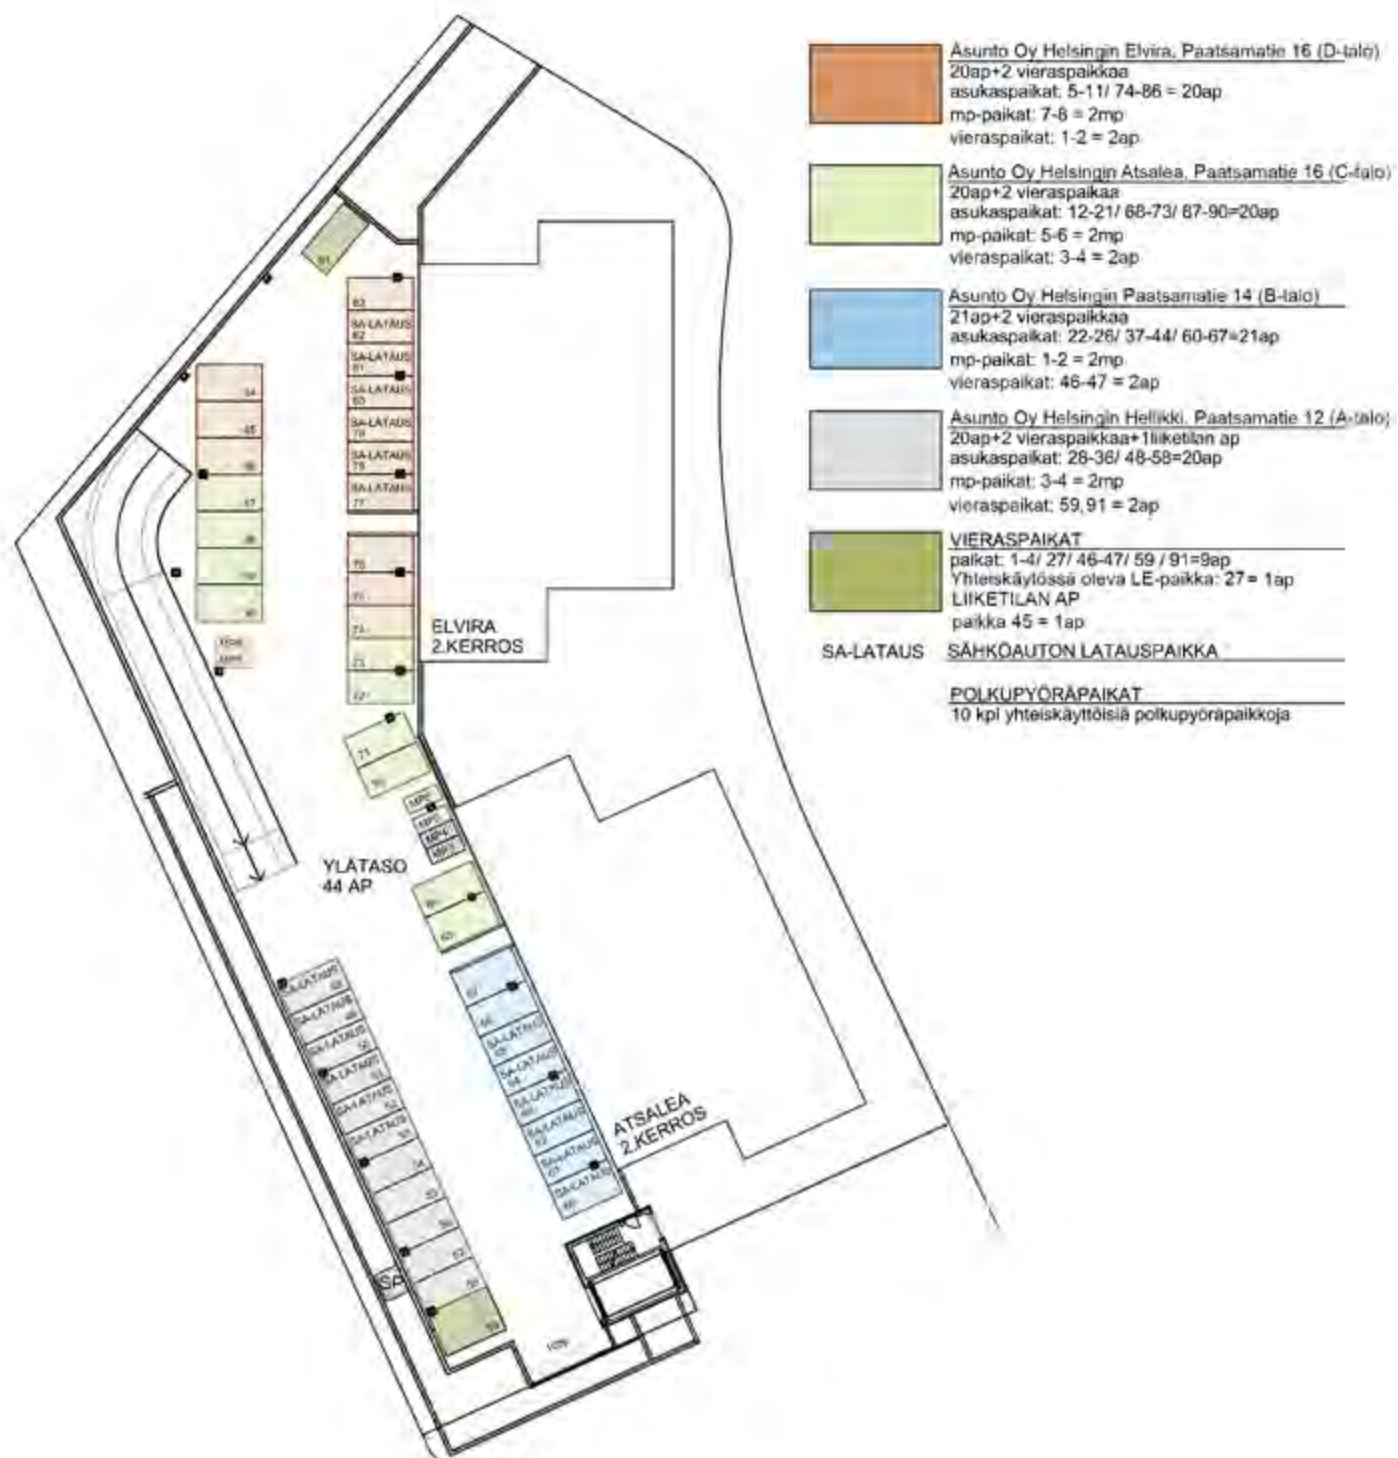 Asunto Oy Helsingin Elvira, Paatsamatie 16 (D-talo)
20ap+2 vieraspaikkaa
asukaspaikat: 5-11/ 74-86 = 20ap
mp-paikat: 7-8 = 2mp
vieraspaikat: 1-2 = 2ap
Asunto Oy Helsingin Atsalea, Paatsamatie 16 (C-talo)
20ap+2 vieraspaikaa
asukaspaikat: 12-21/ 68-73/ 87-90=20ap
mp-paikat: 5-6 = 2mp
vieraspaikat: 3-4 = 2ap
Asunto Oy Helsingin Paatsamatie 14 (B-talo)
21ap+2 vieraspaikkaa
asukaspaikat: 22-26/ 37-44/ 60-67=21ap
mp-paikat: 1-2 = 2mp
vieraspaikat: 46-47 = 2ap
Asunto Oy Helsingin Hellikki, Paatsamatie 12 (A-talo)
20ap+2 vieraspaikkaa+1liiketilan ap
asukaspaikat: 28-36/ 48-58=20ap
mp-paikat: 3-4 = 2mp
vieraspaikat: 59,91 = 2ap
VIERASPAIKAT
paikat: 1-4/ 27/ 46-47/ 59 / 91=9ap
Yhteiskäytössä oleva LE-paikka: 27= 1ap
LIIKETILAN AP
paikka 45 = 1ap
SA-LATAUS SÄHKÖAUTON LATAUSPAIKKA
POLKUPYÖRÄPAIKAT
10 kpl yhteiskäyttöisiä polkupyöräpaikkoja
SA-LATAUS
SA-LATAUS
SA-LATAUS
SA-LATAUS
SA-LATAUS
SA-LATAUS
77
ELVIRA
2.KERROS
71
MP5
MP4
MP3
YLÄTASO
44 AP
SA-LATAUS
SA-LATAUS
SA-LATAUS
SA-LATAUS
SA-LATAUS
52
SA-LATAUS
SA-LATAUS
SA-LATAUS
SA-LATAUS
SA-LATAUS
SA-LATAUS
SA-LATAUS
ATSALEA
2.KERROS
59